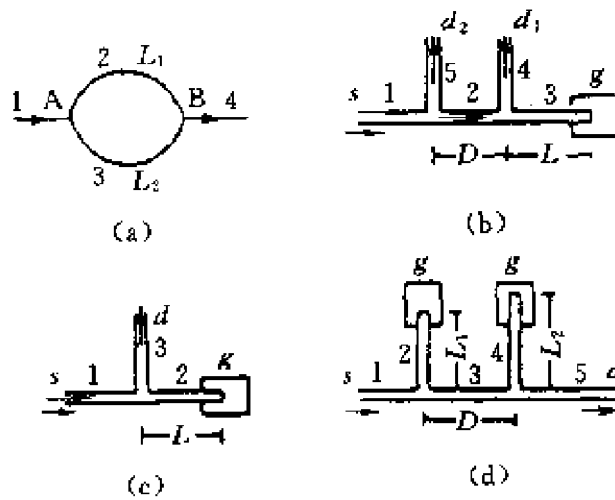 2 L₁
1 A B 4
3 L₂
(a)
d₂ d₁
g
5 4
s 1 2 3
D L
(b)
d
3
g
s 1 2
L
(c)
g g
2 L₁ 4 L₂
s 1 3 5
D
(d)